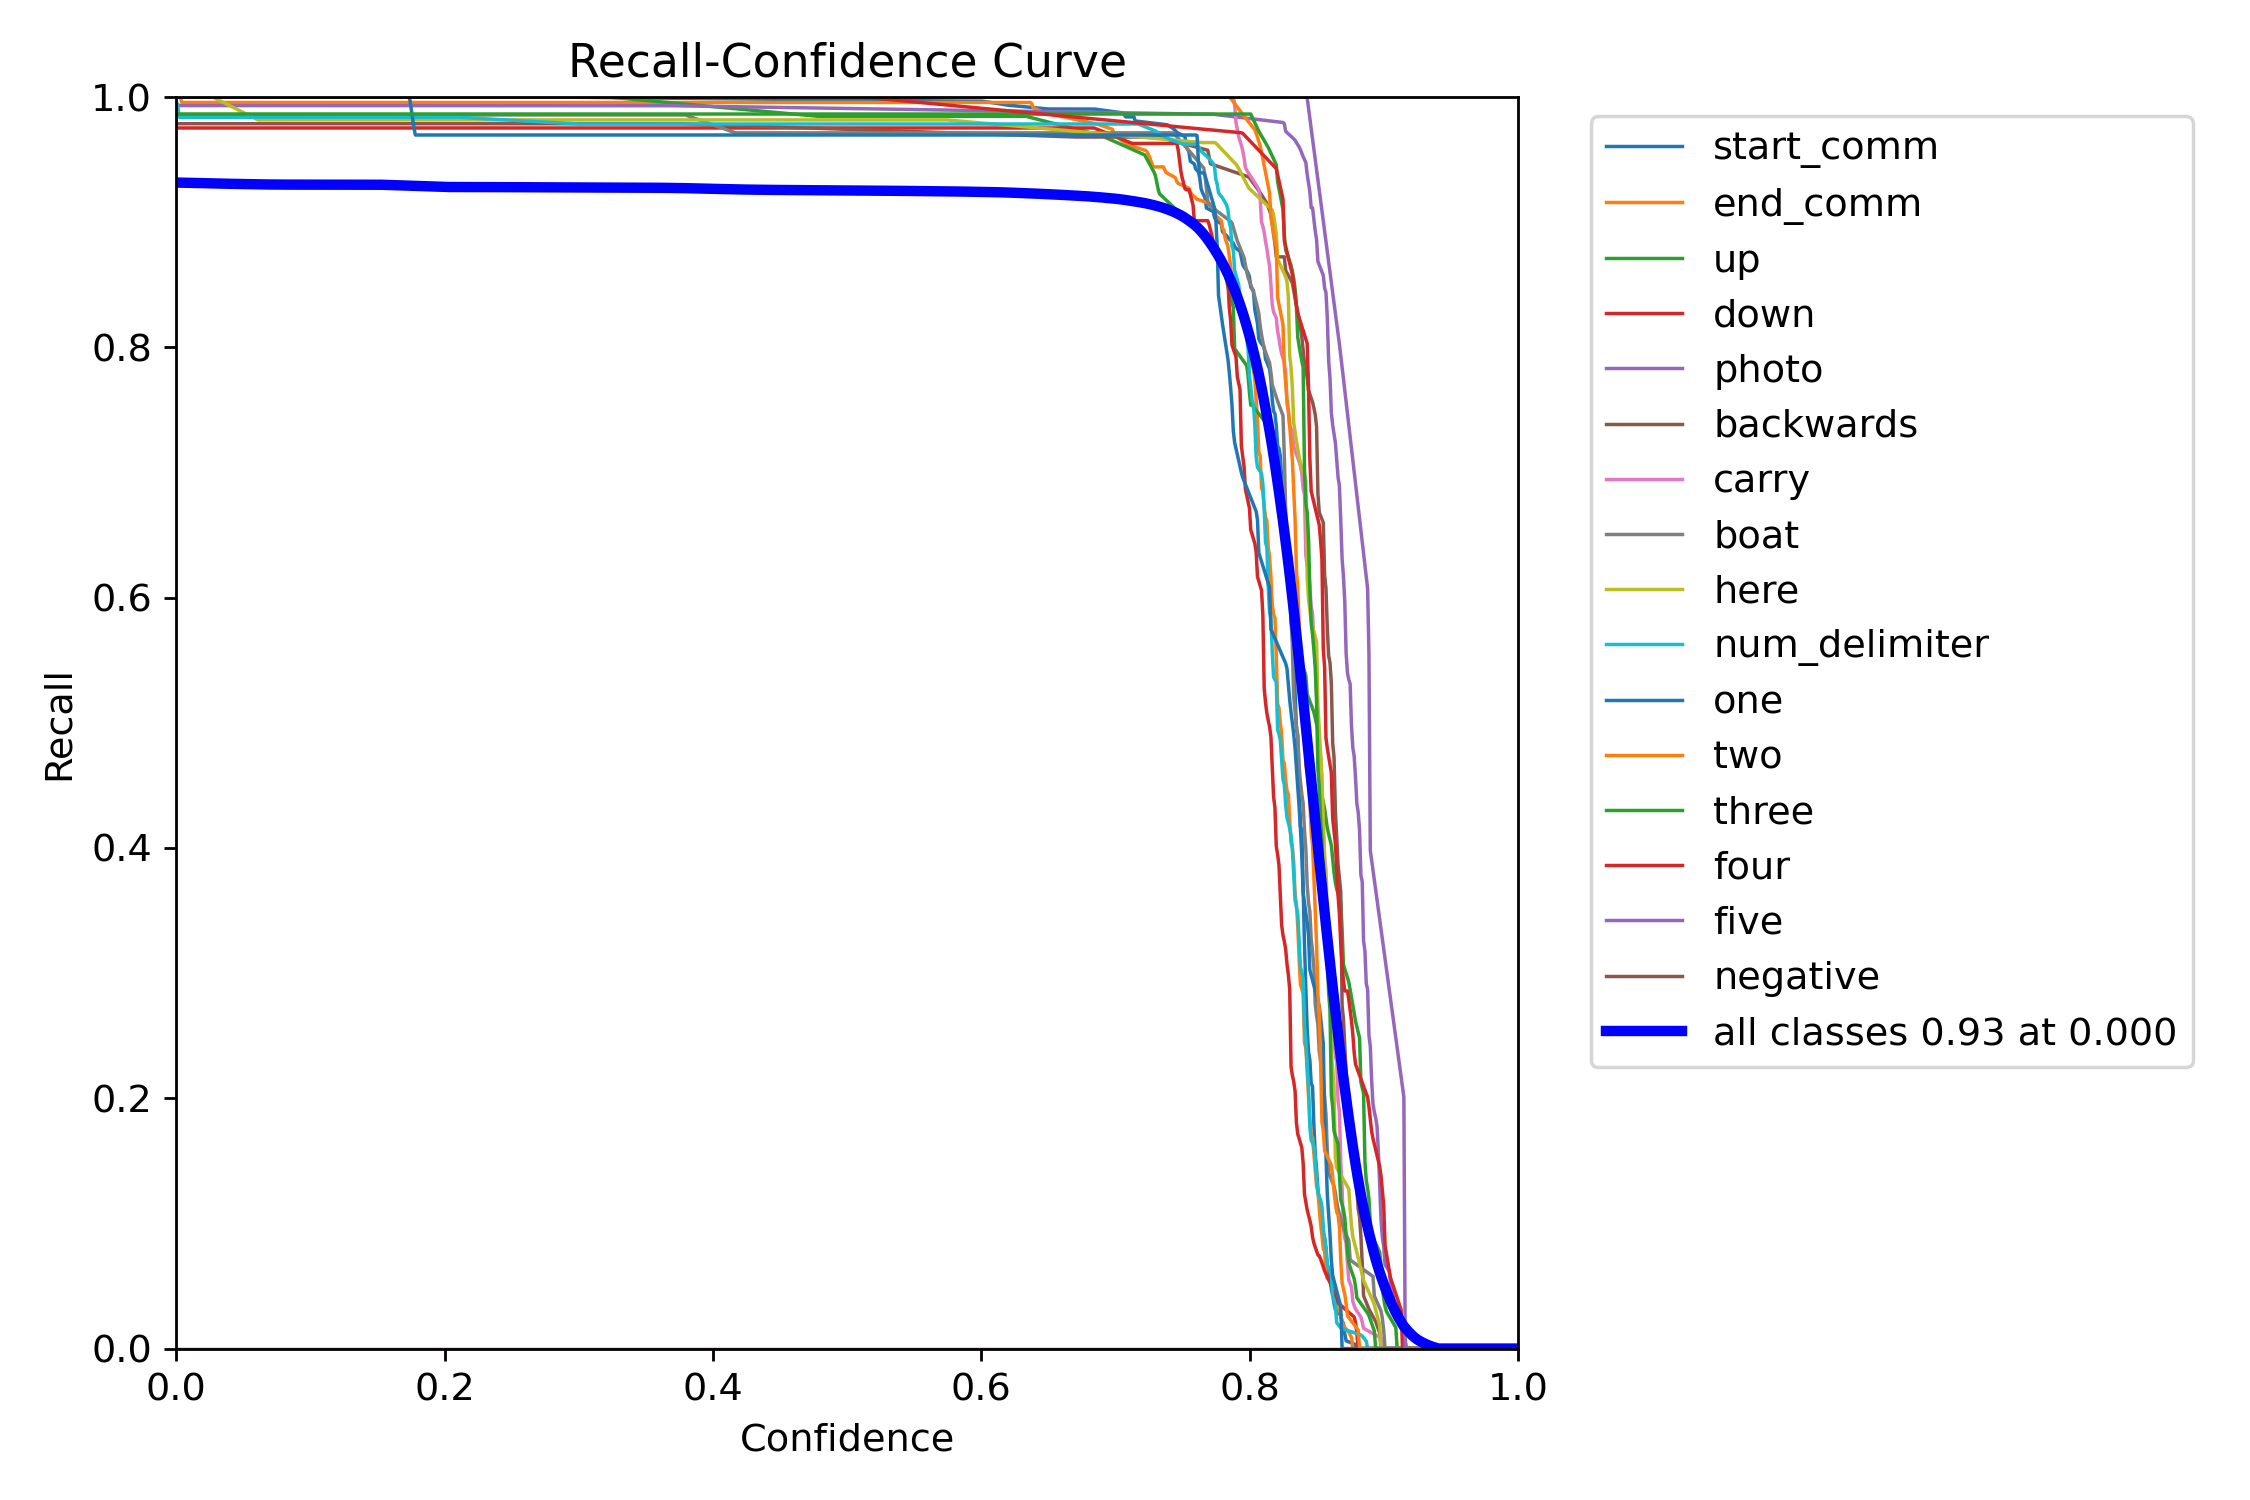 Recall-Confidence Curve
1.0
0.8
0.6
0.4
0.2
0.0
Recall
0.0 0.2 0.4 0.6 0.8 1.0
Confidence
start_comm
end_comm
up
down
photo
backwards
carry
boat
here
num_delimiter
one
two
three
four
five
negative
all classes 0.93 at 0.000